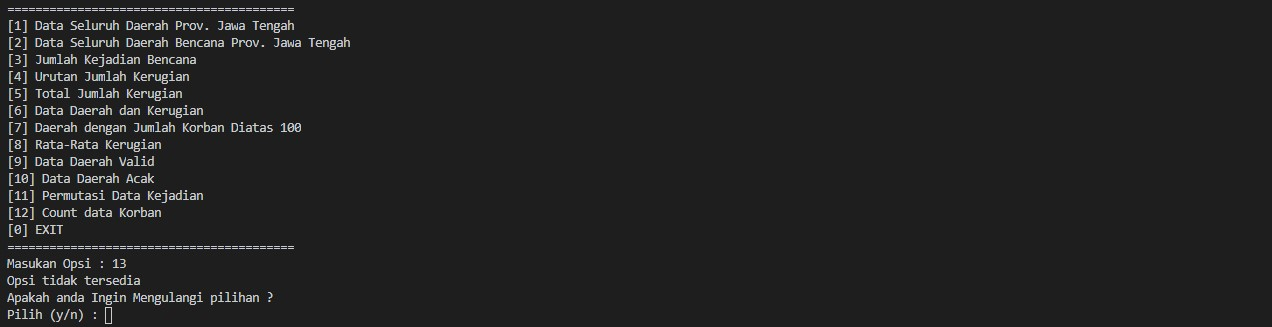 =========================================
[1] Data Seluruh Daerah Prov. Jawa Tengah
[2] Data Seluruh Daerah Bencana Prov. Jawa Tengah
[3] Jumlah Kejadian Bencana
[4] Urutan Jumlah Kerugian
[5] Total Jumlah Kerugian
[6] Data Daerah dan Kerugian
[7] Daerah dengan Jumlah Korban Diatas 100
[8] Rata-Rata Kerugian
[9] Data Daerah Valid
[10] Data Daerah Acak
[11] Permutasi Data Kejadian
[12] Count data Korban
[0] EXIT
=========================================
Masukan Opsi : 13
Opsi tidak tersedia
Apakah anda Ingin Mengulangi pilihan ?
Pilih (y/n) :